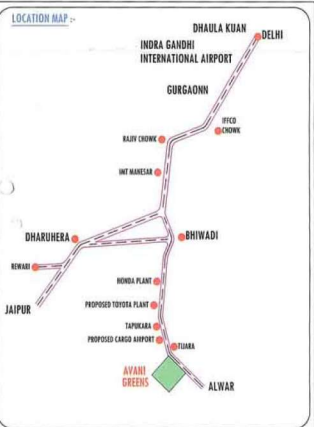 LOCATION MAP :-
DHAULA KUAN
DELHI
INDRA GANDHI
INTERNATIONAL AIRPORT
GURGAONN
IFFCO
CHOWK
RAJIV CHOWK
IMT MANESAR
DHARUHERA
BHIWADI
REWARI
HONDA PLANT
JAIPUR
PROPOSED TOYOTA PLANT
TAPUKARA
PROPOSED CARGO AIRPORT
TIJARA
AVANI
GREENS
ALWAR